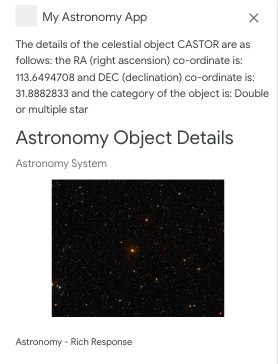 My Astronomy App
The details of the celestial object CASTOR are as
follows: the RA (right ascension) co-ordinate is:
113.6494708 and DEC (declination) co-ordinate is:
31.8882833 and the category of the object is: Double
or multiple star
Astronomy Object Details
Astronomy System
Astronomy - Rich Response